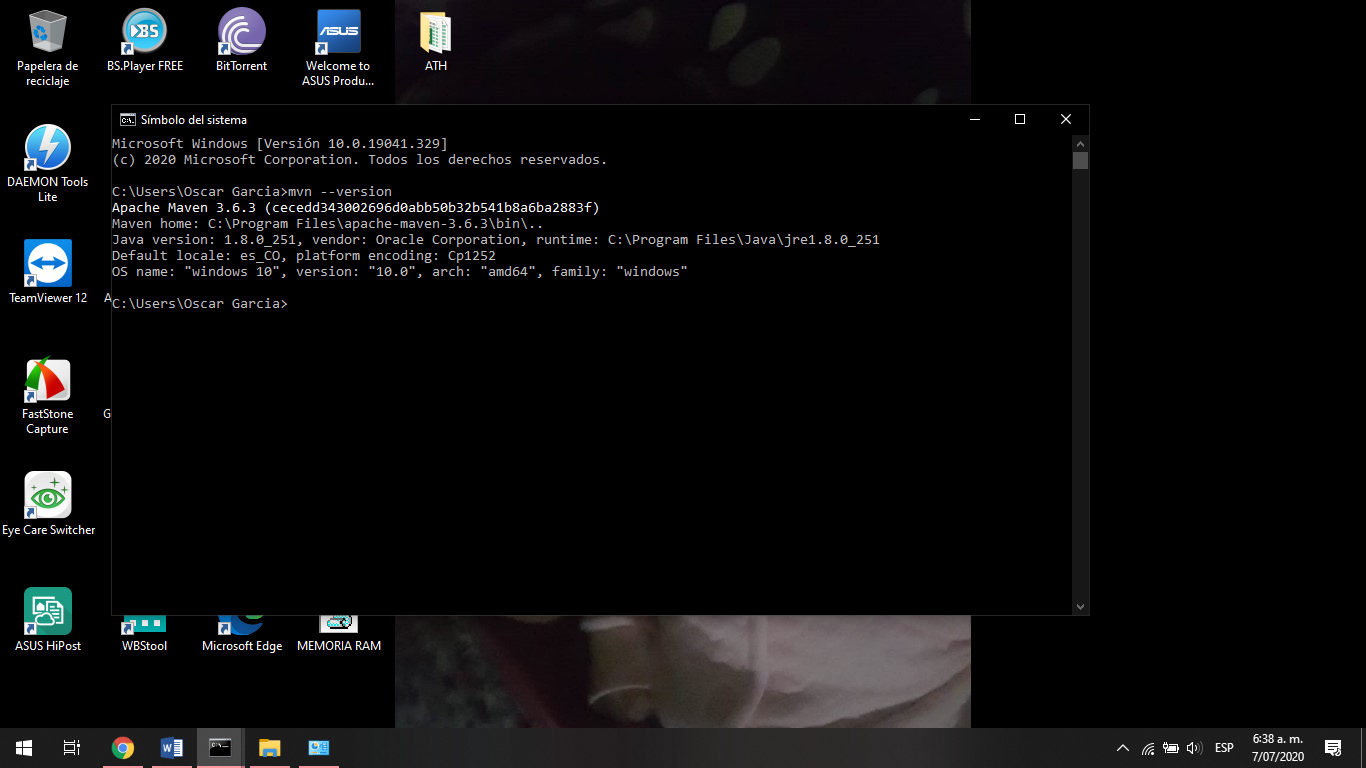 Papelera de
reciclaje
BS.Player FREE
BitTorrent
ASUS
Welcome to
ASUS Produ...
ATH
DAEMON Tools
Lite
TeamViewer 12
A
FastStone
Capture
G
Eye Care Switcher
ASUS HiPost
WBStool
Microsoft Edge
MEMORIA RAM
Símbolo del sistema
Microsoft Windows [Versión 10.0.19041.329]
(c) 2020 Microsoft Corporation. Todos los derechos reservados.
C:\Users\Oscar Garcia>mvn --version
Apache Maven 3.6.3 (cecedd343002696d0abb50b32b541b8a6ba2883f)
Maven home: C:\Program Files\apache-maven-3.6.3\bin\..
Java version: 1.8.0_251, vendor: Oracle Corporation, runtime: C:\Program Files\Java\jre1.8.0_251
Default locale: es_CO, platform encoding: Cp1252
OS name: "windows 10", version: "10.0", arch: "amd64", family: "windows"
C:\Users\Oscar Garcia>
ESP
6:38 a. m.
7/07/2020